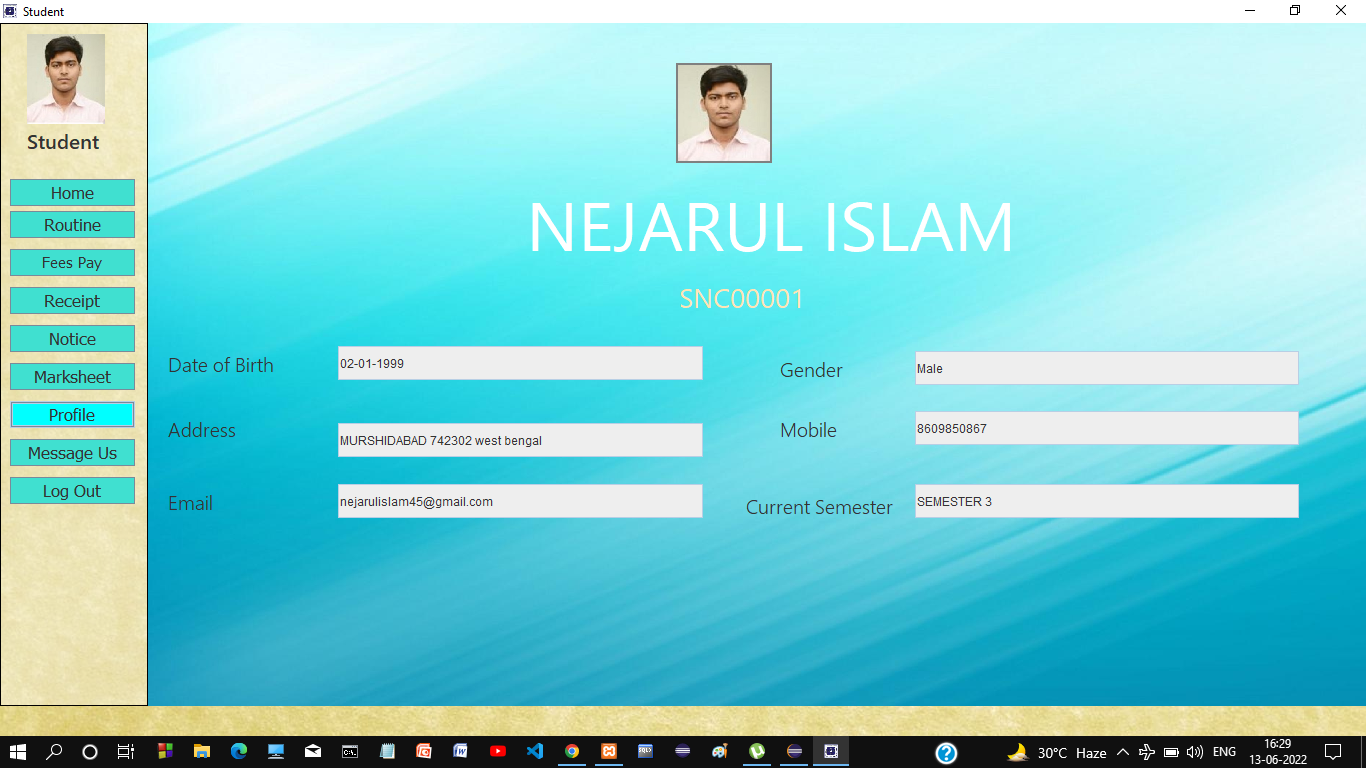 Student
Student
Home
Routine
Fees Pay
Receipt
Notice
Marksheet
Profile
Message Us
Log Out
NEJARUL ISLAM
SNC00001
Date of Birth 02-01-1999
Gender Male
Address MURSHIDABAD 742302 west bengal
Mobile 8609850867
Email nejarulislam45@gmail.com
Current Semester SEMESTER 3
30°C Haze ENG 16:29
13-06-2022